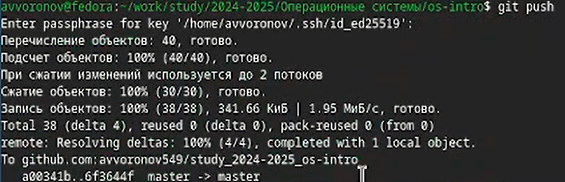 avvoronov@fedora:~/work/study/2024-2025/Операционные системы/os-intro$ git push
Enter passphrase for key '/home/avvoronov/.ssh/id_ed25519':
Перечисление объектов: 40, готово.
Подсчет объектов: 100% (40/40), готово.
При сжатии изменений используется до 2 потоков
Сжатие объектов: 100% (30/30), готово.
Запись объектов: 100% (38/38), 341.66 КиБ | 1.95 МиБ/с, готово.
Total 38 (delta 4), reused 0 (delta 0), pack-reused 0 (from 0)
remote: Resolving deltas: 100% (4/4), completed with 1 local object.
To github.com:avvoronov549/study_2024-2025_os-intro
a00341b..6f3644f master -> master